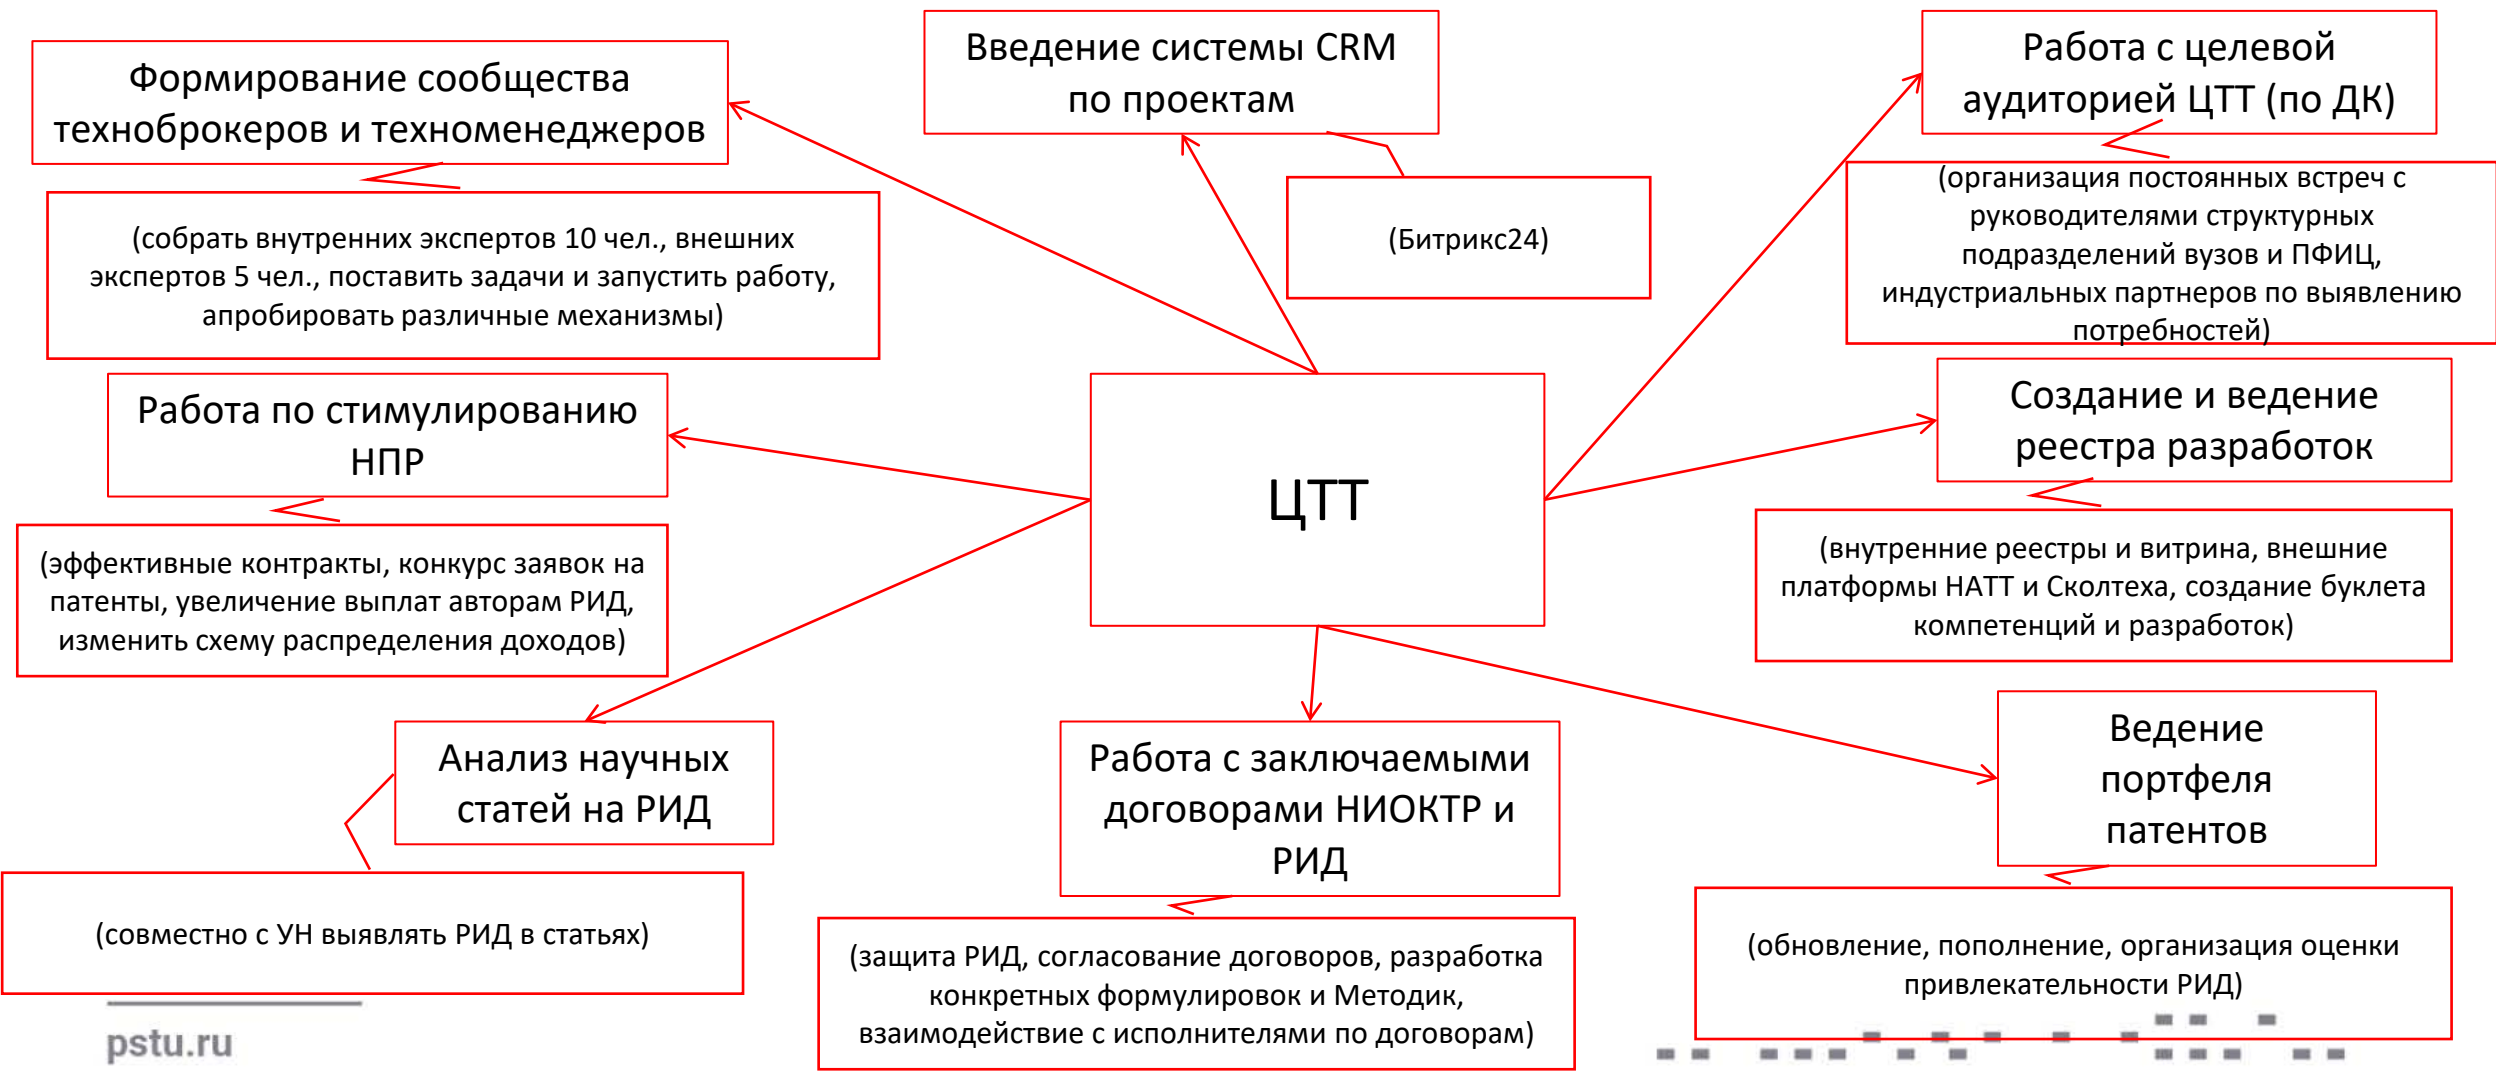 Формирование сообщества
техноброкеров и техноменеджеров
(собрать внутренних экспертов 10 чел., внешних
экспертов 5 чел., поставить задачи и запустить работу,
апробировать различные механизмы)
Введение системы CRM
по проектам
(Битрикс24)
Работа с целевой
аудиторией ЦТТ (по ДК)
(организация постоянных встреч с
руководителями структурных
подразделений вузов и ПФИЦ,
индустриальных партнеров по выявлению
потребностей)
Работа по стимулированию
НПР
(эффективные контракты, конкурс заявок на
патенты, увеличение выплат авторам РИД,
изменить схему распределения доходов)
ЦТТ
Создание и ведение
реестра разработок
(внутренние реестры и витрина, внешние
платформы НАТТ и Сколтеха, создание буклета
компетенций и разработок)
Анализ научных
статей на РИД
(совместно с УН выявлять РИД в статьях)
Работа с заключаемыми
договорами НИОКТР и
РИД
(защита РИД, согласование договоров, разработка
конкретных формулировок и Методик,
взаимодействие с исполнителями по договорам)
Ведение
портфеля
патентов
(обновление, пополнение, организация оценки
привлекательности РИД)
pstu.ru